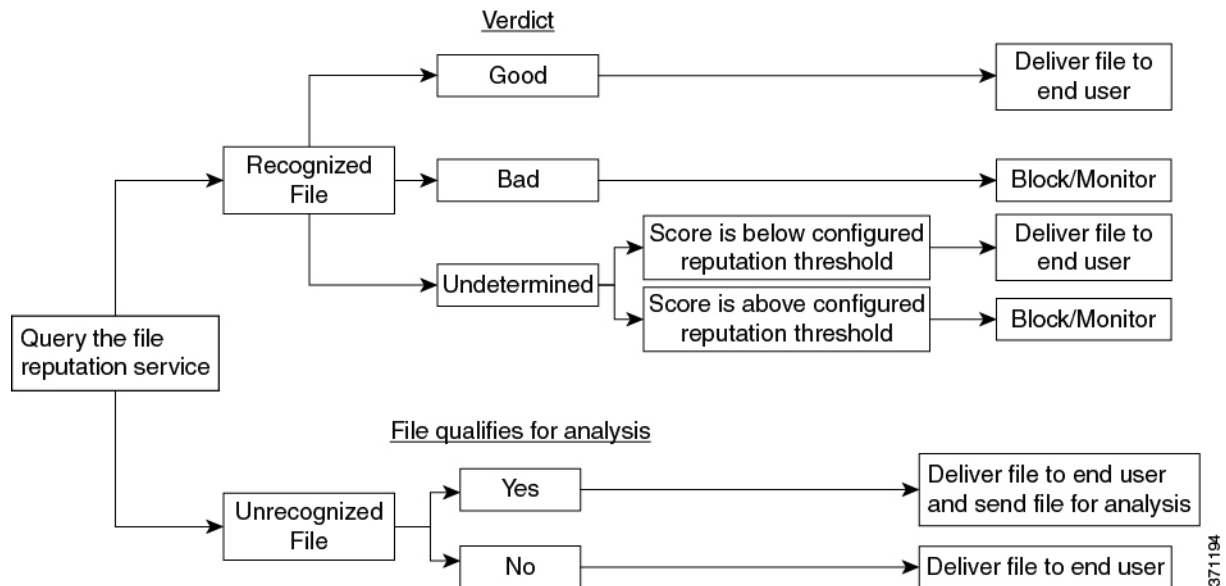 Verdict
Good
Deliver file to
end user
Recognized
File
Bad
Block/Monitor
Undetermined
Score is below configured
reputation threshold
Deliver file to
end user
Score is above configured
reputation threshold
Block/Monitor
Query the file
reputation service
File qualifies for analysis
Unrecognized
File
Yes
Deliver file to end user
and send file for analysis
No
Deliver file to end user
371194